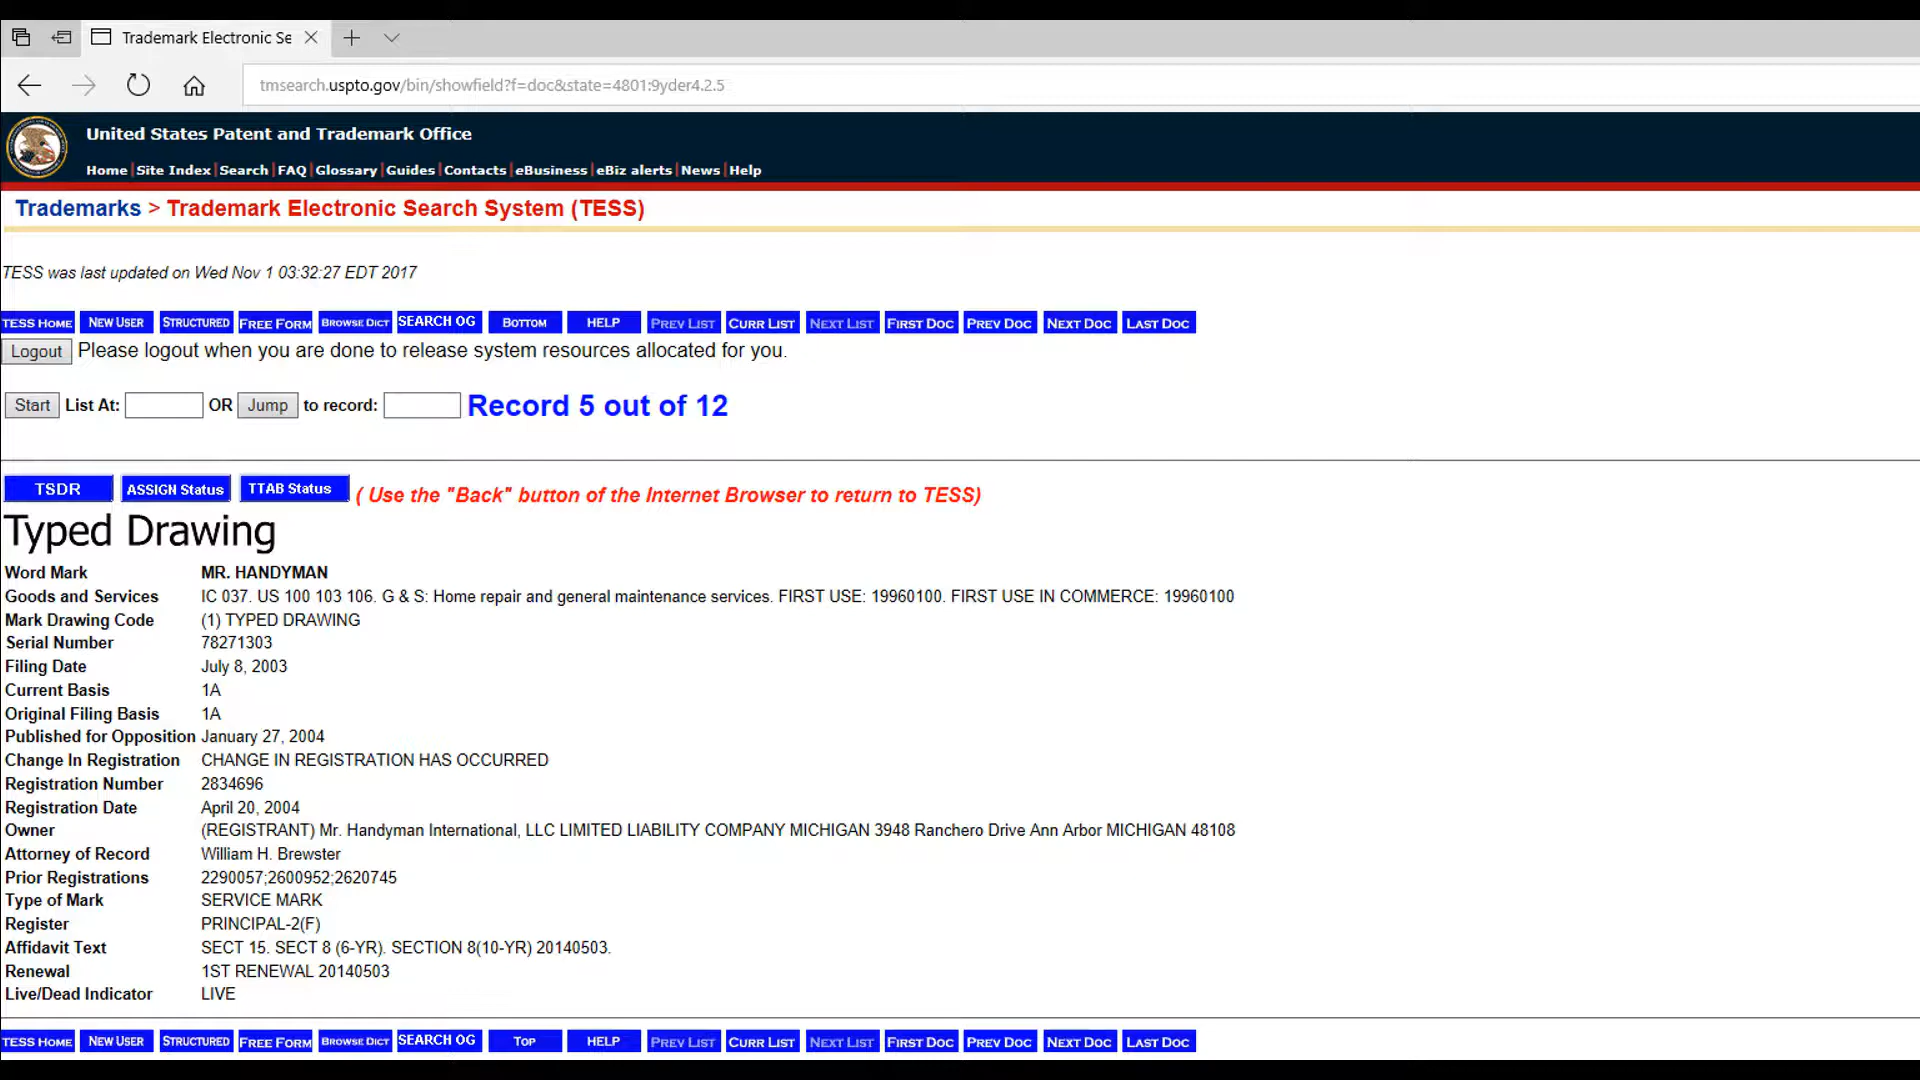 Trademark Electronic Se
tmsearch.uspto.gov/bin/showfield?f=doc&state=4801:9yder4.2.5
United States Patent and Trademark Office
Home | Site Index | Search | FAQ | Glossary | Guides | Contacts | eBusiness | eBiz alerts | News | Help
Trademarks > Trademark Electronic Search System (TESS)
TESS was last updated on Wed Nov 1 03:32:27 EDT 2017
TESS HOME NEW USER STRUCTURED FREE FORM BROWSE DICT SEARCH OG BOTTOM HELP PREV LIST CURR LIST NEXT LIST FIRST DOC PREV DOC NEXT DOC LAST DOC
Logout Please logout when you are done to release system resources allocated for you.
Start List At: OR Jump to record: Record 5 out of 12
TSDR ASSIGN Status TTAB Status ( Use the "Back" button of the Internet Browser to return to TESS)
Typed Drawing
Word Mark MR. HANDYMAN
Goods and Services IC 037. US 100 103 106. G & S: Home repair and general maintenance services. FIRST USE: 19960100. FIRST USE IN COMMERCE: 19960100
Mark Drawing Code (1) TYPED DRAWING
Serial Number 78271303
Filing Date July 8, 2003
Current Basis 1A
Original Filing Basis 1A
Published for Opposition January 27, 2004
Change In Registration CHANGE IN REGISTRATION HAS OCCURRED
Registration Number 2834696
Registration Date April 20, 2004
Owner (REGISTRANT) Mr. Handyman International, LLC LIMITED LIABILITY COMPANY MICHIGAN 3948 Ranchero Drive Ann Arbor MICHIGAN 48108
Attorney of Record William H. Brewster
Prior Registrations 2290057;2600952;2620745
Type of Mark SERVICE MARK
Register PRINCIPAL-2(F)
Affidavit Text SECT 15. SECT 8 (6-YR). SECTION 8(10-YR) 20140503.
Renewal 1ST RENEWAL 20140503
Live/Dead Indicator LIVE
TESS HOME NEW USER STRUCTURED FREE FORM BROWSE DICT SEARCH OG TOP HELP PREV LIST CURR LIST NEXT LIST FIRST DOC PREV DOC NEXT DOC LAST DOC